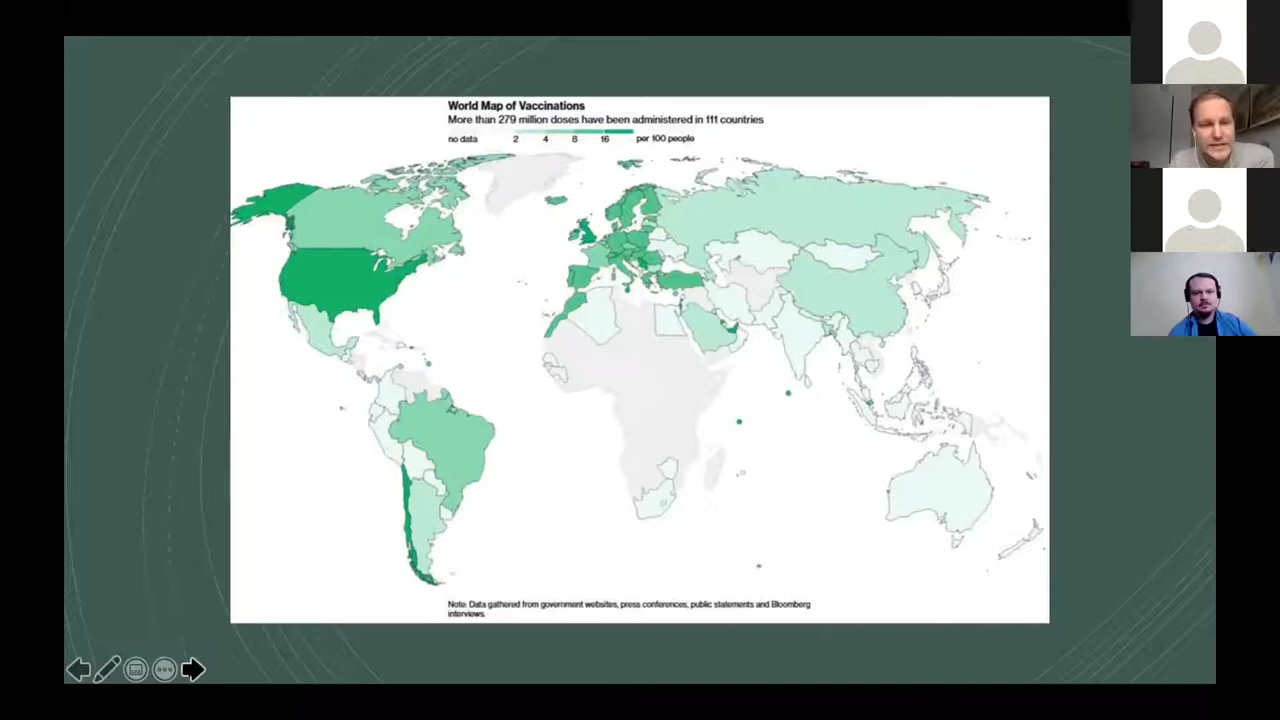 World Map of Vaccinations
More than 279 million doses have been administered in 111 countries
no data 2 4 8 16 per 100 people
Note: Data gathered from government websites, press conferences, public statements and Bloomberg
interviews.